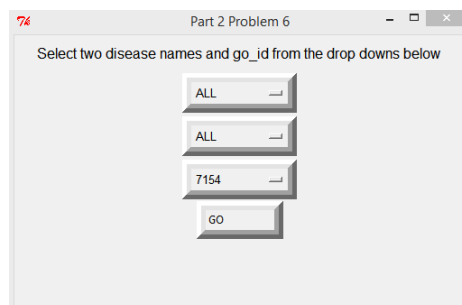 Part 2 Problem 6
Select two disease names and go_id from the drop downs below
ALL
ALL
7154
GO